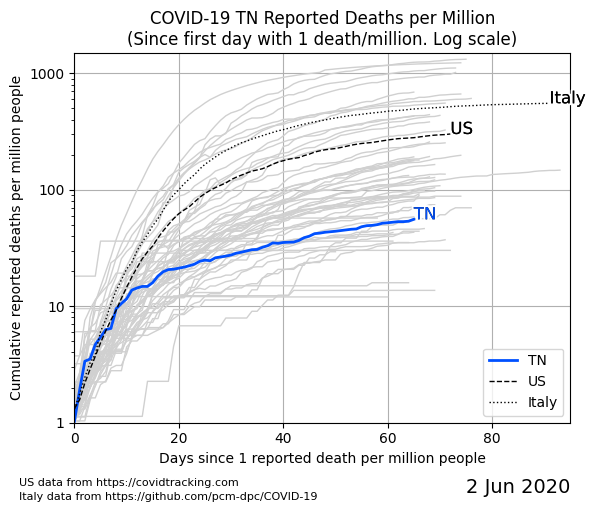 COVID-19 TN Reported Deaths per Million
(Since first day with 1 death/million. Log scale)
Cumulative reported deaths per million people
1000
100
10
1
Italy
US
TN
TN
US
Italy
0 20 40 60 80
Days since 1 reported death per million people
US data from https://covidtracking.com
Italy data from https://github.com/pcm-dpc/COVID-19
2 Jun 2020